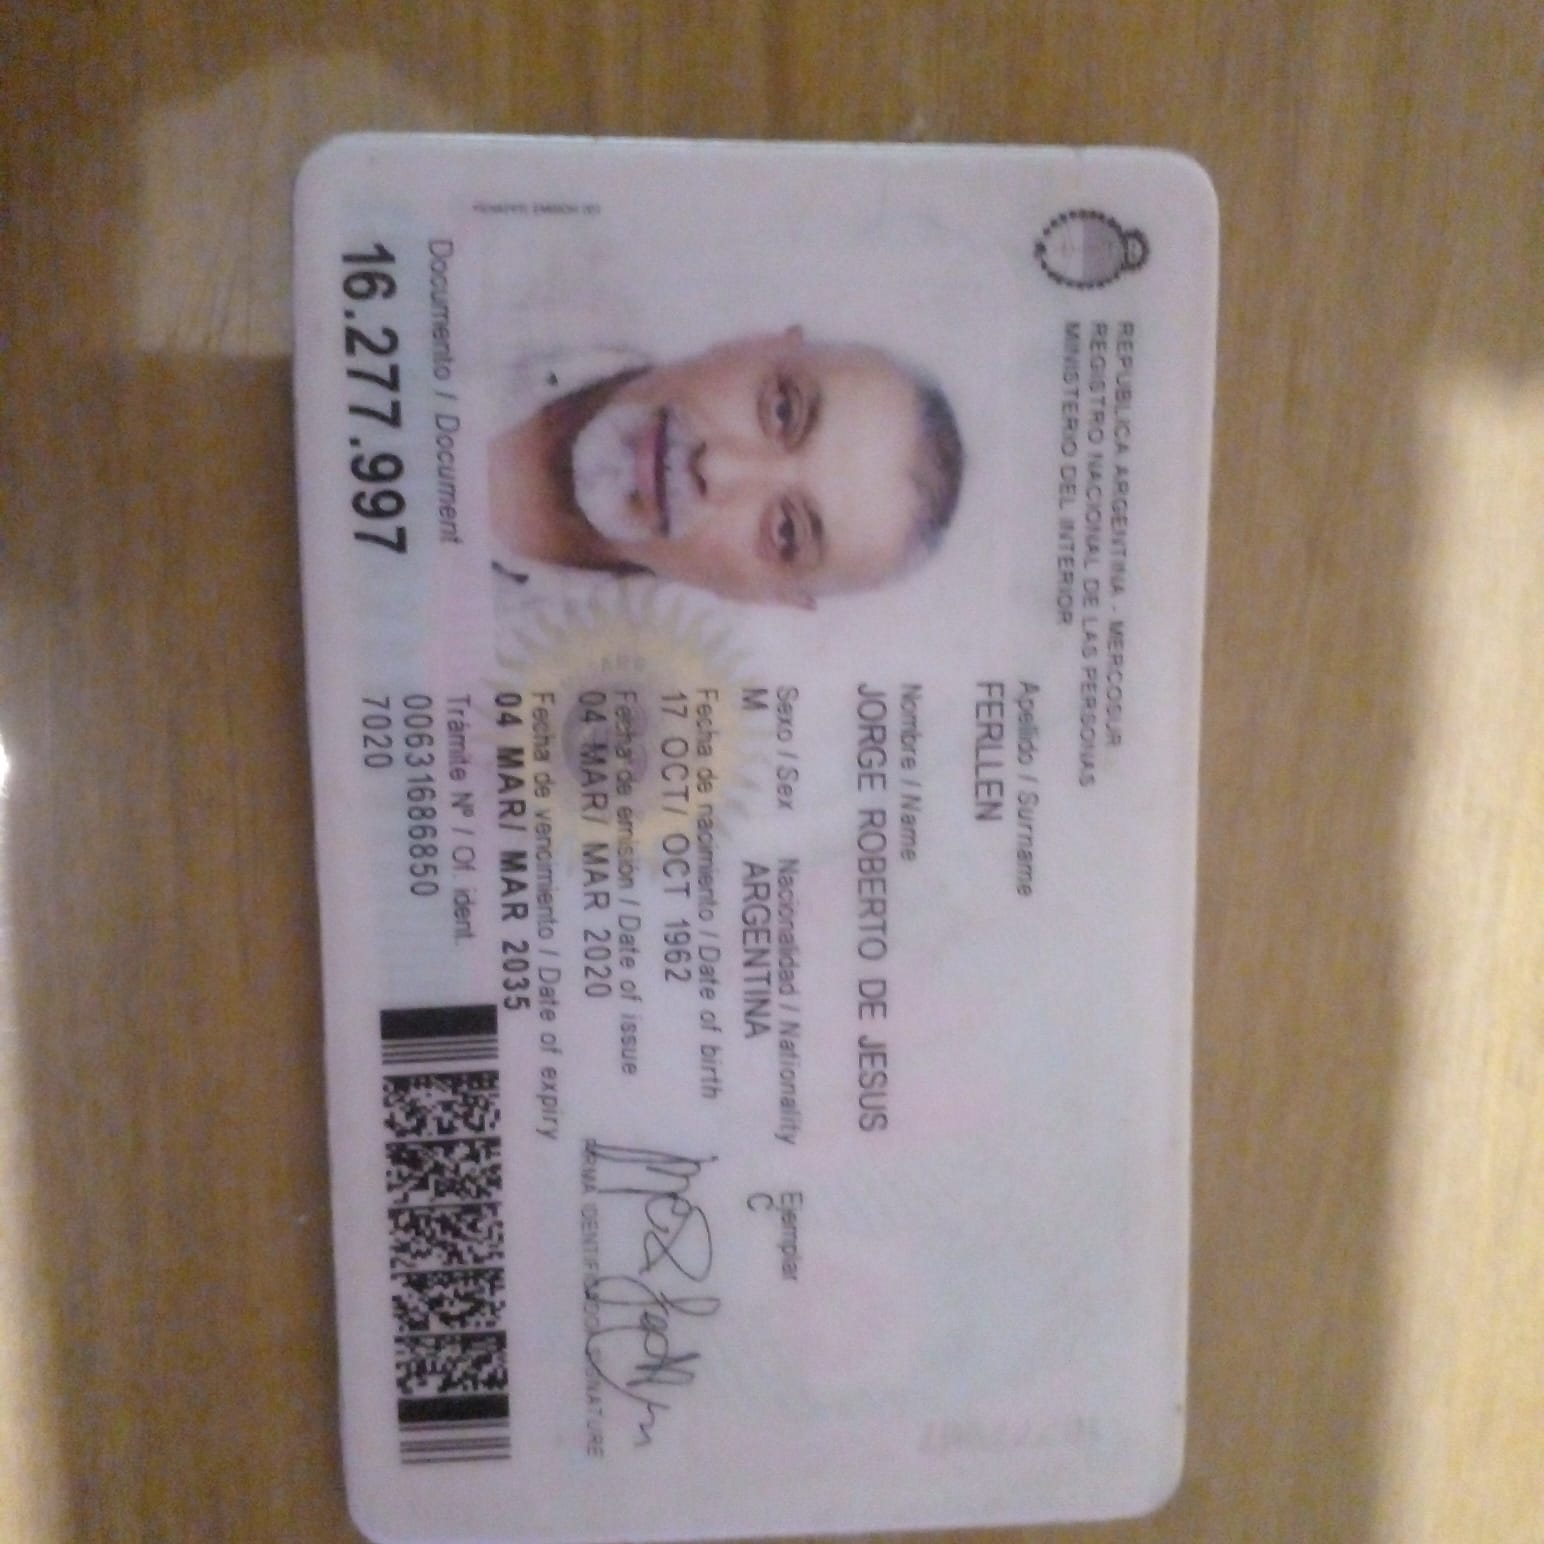 REPUBLICA ARGENTINA - MERCOSUR
REGISTRO NACIONAL DE LAS PERSONAS
MINISTERIO DEL INTERIOR
Apellido / Surname
FERLLEN
Nombre / Name
JORGE ROBERTO DE JESUS
Sexo / Sex Nacionalidad / Nationality Ejemplar
M ARGENTINA C
Fecha de nacimiento / Date of birth
17 OCT/ OCT 1962
Fecha de emisión / Date of issue
04 MAR/ MAR 2020
FIRMA IDENTIFICADO / SIGNATURE
Fecha de vencimiento / Date of expiry
04 MAR/ MAR 2035
Documento / Document
16.277.997
Trámite Nº / Of. ident.
00631686850
7020